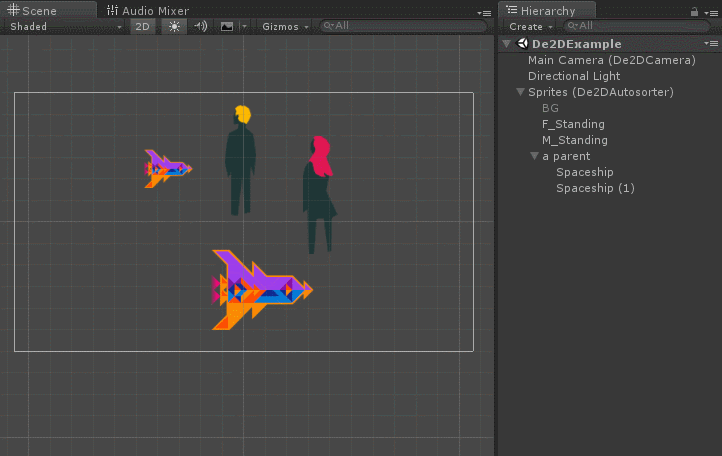 Scene Audio Mixer
Shaded 2D Gizmos All
Hierarchy
Create All
De2DExample
Main Camera (De2DCamera)
Directional Light
Sprites (De2DAutosorter)
BG
F_Standing
M_Standing
a parent
Spaceship
Spaceship (1)